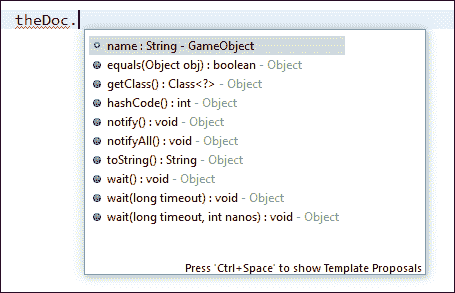 theDoc.
name : String - GameObject
equals(Object obj) : boolean - Object
getClass() : Class<?> - Object
hashCode() : int - Object
notify() : void - Object
notifyAll() : void - Object
toString() : String - Object
wait() : void - Object
wait(long timeout) : void - Object
wait(long timeout, int nanos) : void - Object
Press 'Ctrl+Space' to show Template Proposals